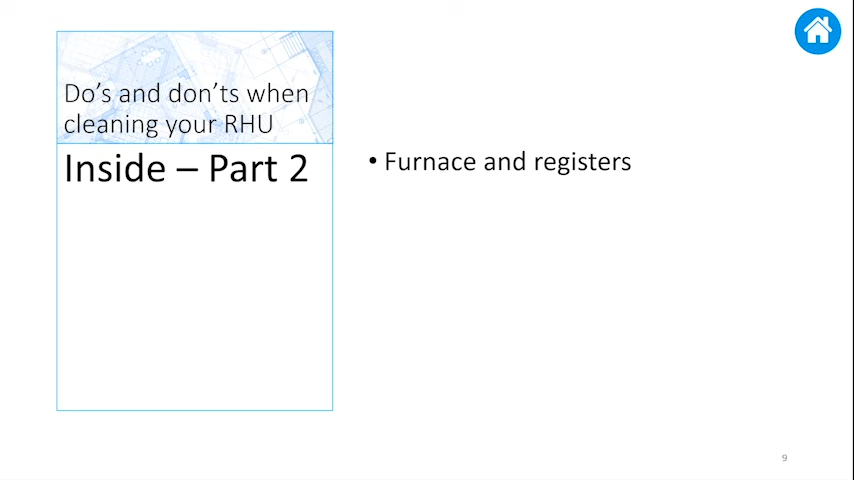 Do's and don'ts when
cleaning your RHU
Inside – Part 2
• Furnace and registers
9